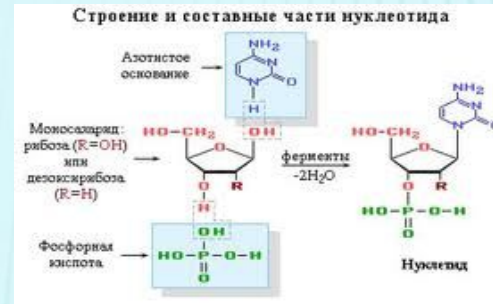 Строение и составные части нуклеотида
Азотистое
основание
NH2
N
N
O
H
Моносахарид:
рибоза (R=OH)
или
дезоксирибоза
(R=H)
HO-CH2
O
OH
R
O
H
ферменты
-2H2O
NH2
N
N
O
HO-CH2
O
O
R
HO-P-O-H
O
Нуклетид
Фосфорная
кислота
OH
HO-P-O-H
O